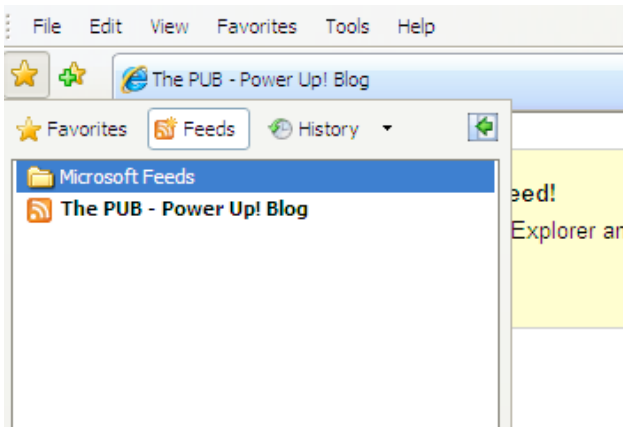 File Edit View Favorites Tools Help
The PUB - Power Up! Blog
Favorites Feeds History
Microsoft Feeds
eed!
The PUB - Power Up! Blog
Explorer an